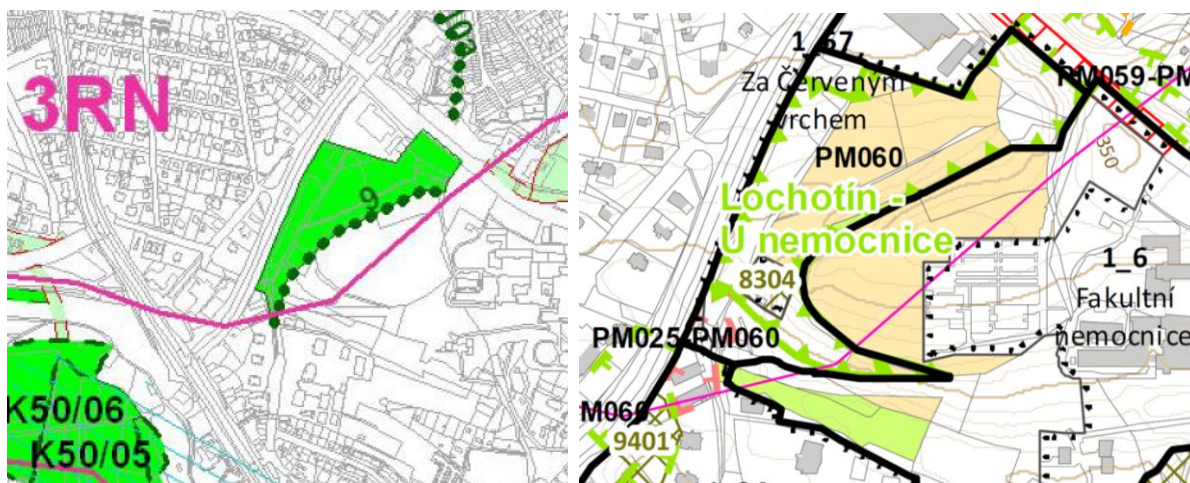 3RN
9
K50/06
K50/05
1_67
Za Červeným
vrchem
PM060
PM059-PM
350
Lochotín -
U nemocnice
8304
1_6
Fakultní
nemocnice
PM025-PM060
M060
9401